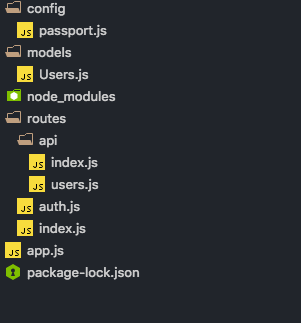 config
JS passport.js
models
JS Users.js
node_modules
routes
api
JS index.js
JS users.js
JS auth.js
JS index.js
JS app.js
package-lock.json